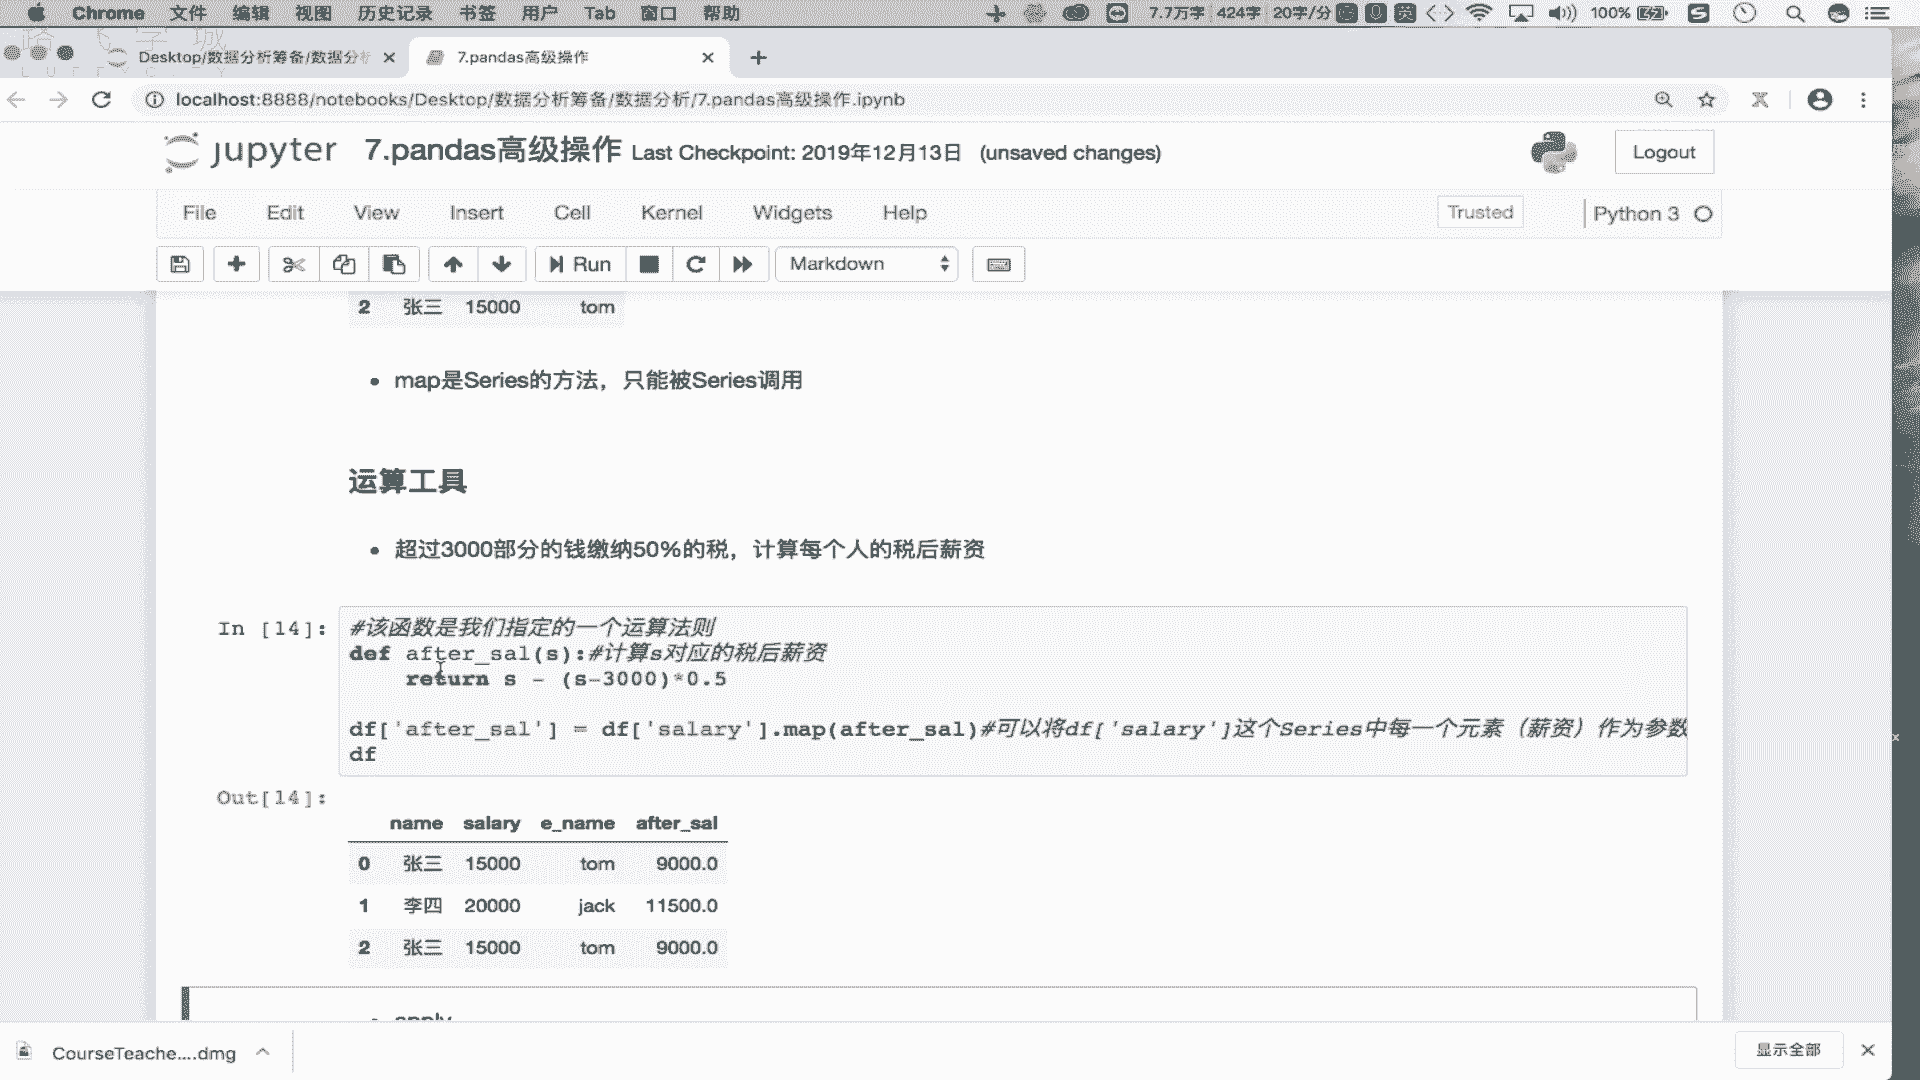 Chrome 文件 编辑 视图 历史记录 书签 用户 Tab 窗口 帮助 7.7万字 424字 20字/分 英 100%
Desktop/数据分析筹备/数据分析 7.pandas高级操作
localhost:8888/notebooks/Desktop/数据分析筹备/数据分析/7.pandas高级操作.ipynb
jupyter 7.pandas高级操作 Last Checkpoint: 2019年12月13日 (unsaved changes) Logout
File Edit View Insert Cell Kernel Widgets Help Trusted Python 3
Run Markdown
2 张三 15000 tom
map是Series的方法，只能被Series调用
运算工具
超过3000部分的钱缴纳50%的税，计算每个人的税后薪资
In [14]: #该函数是我们指定的一个运算法则
def after_sal(s):#计算s对应的税后薪资
return s - (s-3000)*0.5
df['after_sal'] = df['salary'].map(after_sal)#可以将df['salary']这个Series中每一个元素（薪资）作为参数
df
Out[14]:
name salary e_name after_sal
0 张三 15000 tom 9000.0
1 李四 20000 jack 11500.0
2 张三 15000 tom 9000.0
apply
CourseTeache....dmg 显示全部